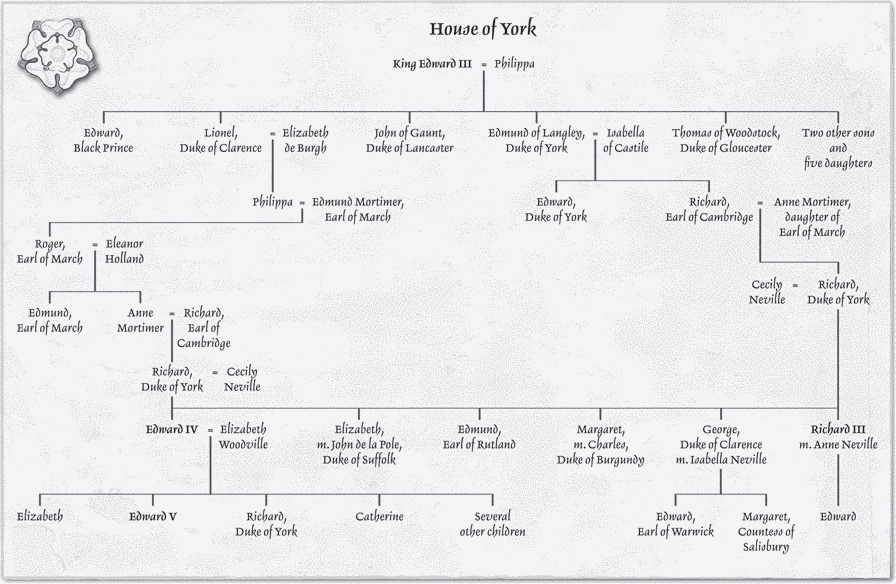 House of York
King Edward III = Philippa
Edward,
Black Prince
Lionel,
Duke of Clarence
=
Elizabeth
de Burgh
John of Gaunt,
Duke of Lancaster
Edmund of Langley,
Duke of York
=
Isabella
of Castile
Thomas of Woodstock,
Duke of Gloucester
Two other sons
and
five daughters
Philippa = Edmund Mortimer,
Earl of March
Edward,
Duke of York
Richard,
Earl of Cambridge
=
Anne Mortimer,
daughter of
Earl of March
Roger,
Earl of March
=
Eleanor
Holland
Cecily
Neville
=
Richard,
Duke of York
Edmund,
Earl of March
Anne
Mortimer
=
Richard,
Earl of
Cambridge
Richard,
Duke of York
=
Cecily
Neville
Edward IV = Elizabeth
Woodville
Elizabeth,
m. John de la Pole,
Duke of Suffolk
Edmund,
Earl of Rutland
Margaret,
m. Charles,
Duke of Burgundy
George,
Duke of Clarence
m. Isabella Neville
Richard III
m. Anne Neville
Elizabeth
Edward V
Richard,
Duke of York
Catherine
Several
other children
Edward,
Earl of Warwick
Margaret,
Countess of
Salisbury
Edward